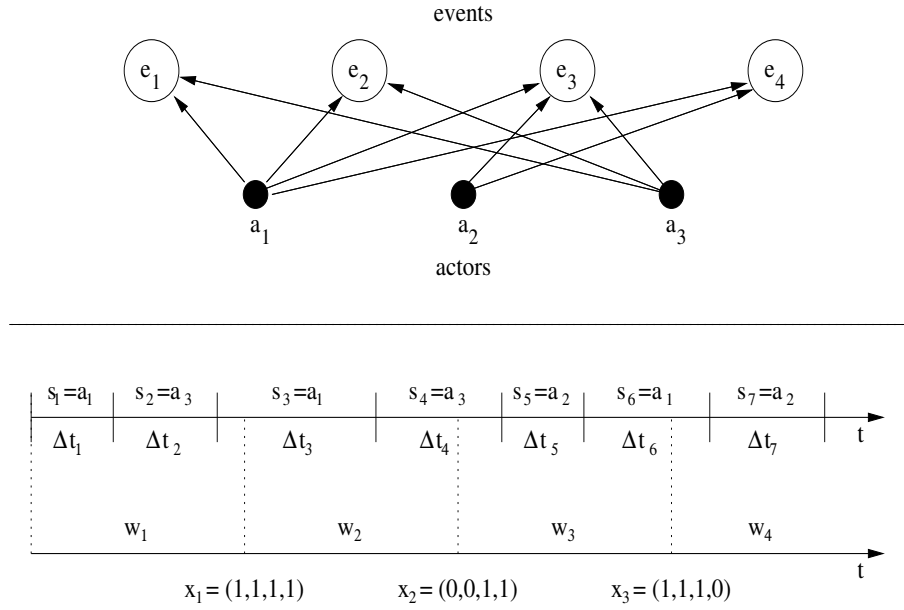 events
e₁ e₂ e₃ e₄
a₁ a₂ a₃
actors
s₁=a₁ s₂=a₃ s₃=a₁ s₄=a₃ s₅=a₂ s₆=a₁ s₇=a₂
Δt₁ Δt₂ Δt₃ Δt₄ Δt₅ Δt₆ Δt₇ t
w₁ w₂ w₃ w₄
t
x₁ = (1,1,1,1) x₂ = (0,0,1,1) x₃ = (1,1,1,0)